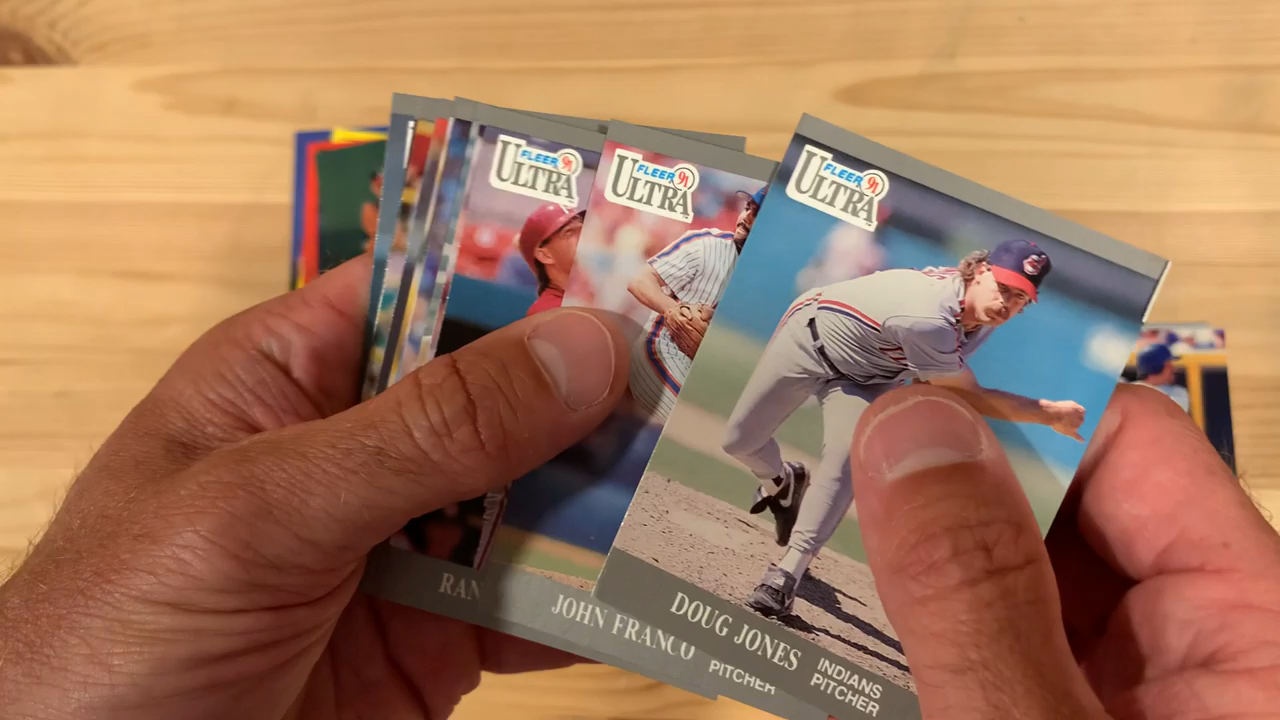 FLEER 91
ULTRA
RAN
FLEER 91
ULTRA
JOHN FRANCO
PITCHER
FLEER 91
ULTRA
DOUG JONES
INDIANS
PITCHER